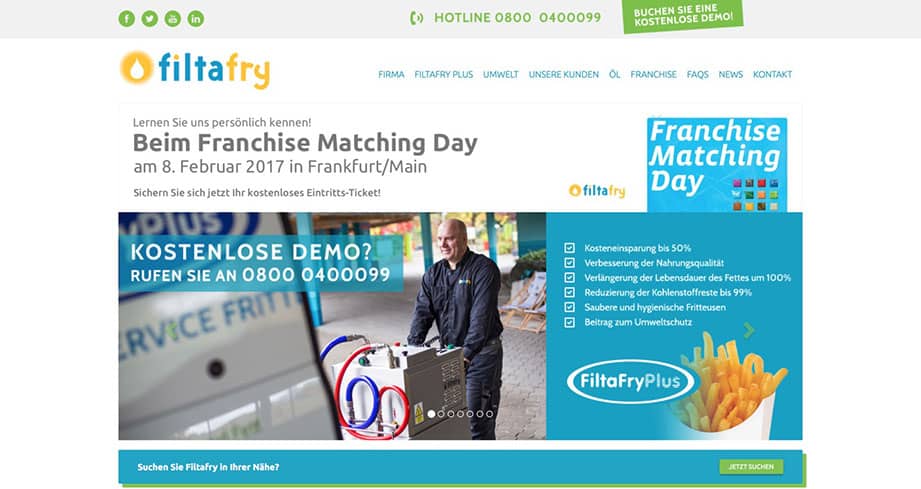 HOTLINE 0800 0400099
BUCHEN SIE EINE
KOSTENLOSE DEMO!
filtafry
FIRMA FILTAFRY PLUS UMWELT UNSERE KUNDEN ÖL FRANCHISE FAQS NEWS KONTAKT
Lernen Sie uns persönlich kennen!
Beim Franchise Matching Day
am 8. Februar 2017 in Frankfurt/Main
Sichern Sie sich jetzt Ihr kostenloses Eintritts-Ticket!
filtafry
Franchise
Matching
Day
RYPLUS
KOSTENLOSE DEMO?
RUFEN SIE AN 0800 0400099
ERVICE FRITT
Kosteneinsparung bis 50%
Verbesserung der Nahrungsqualität
Verlängerung der Lebensdauer des Fettes um 100%
Reduzierung der Kohlenstoffreste bis 99%
Saubere und hygienische Fritteusen
Beitrag zum Umweltschutz
FiltaFryPlus
Suchen Sie Filtafry in Ihrer Nähe?
JETZT SUCHEN